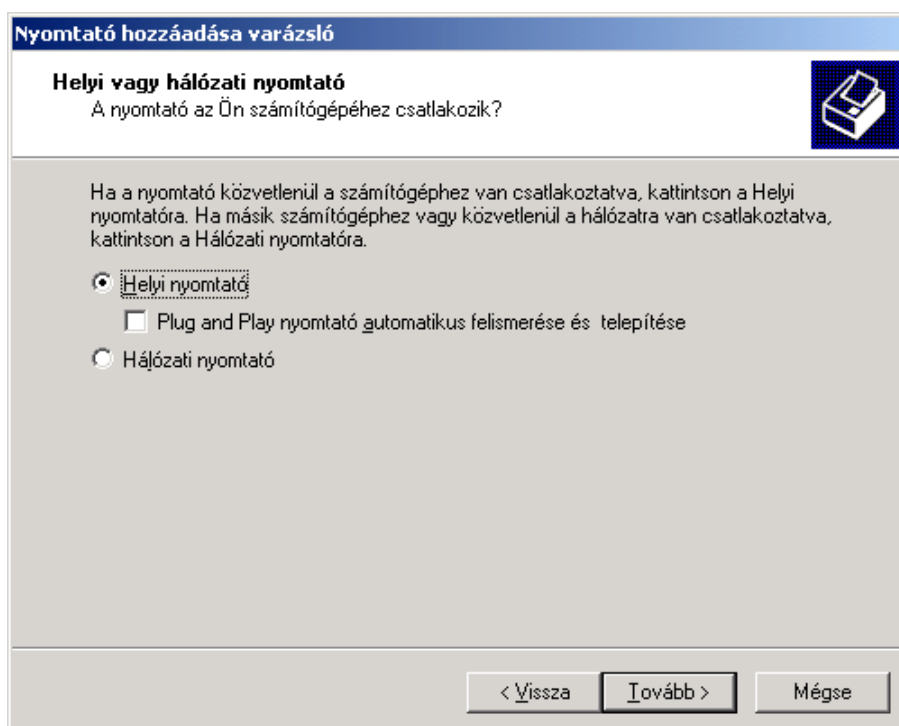 Nyomtató hozzáadása varázsló
Helyi vagy hálózati nyomtató
A nyomtató az Ön számítógépéhez csatlakozik?
Ha a nyomtató közvetlenül a számítógéphez van csatlakoztatva, kattintson a Helyi
nyomtatóra. Ha másik számítógéphez vagy közvetlenül a hálózatra van csatlakoztatva,
kattintson a Hálózati nyomtatóra.
Helyi nyomtató
Plug and Play nyomtató automatikus felismerése és telepítése
Hálózati nyomtató
< Vissza Tovább > Mégse